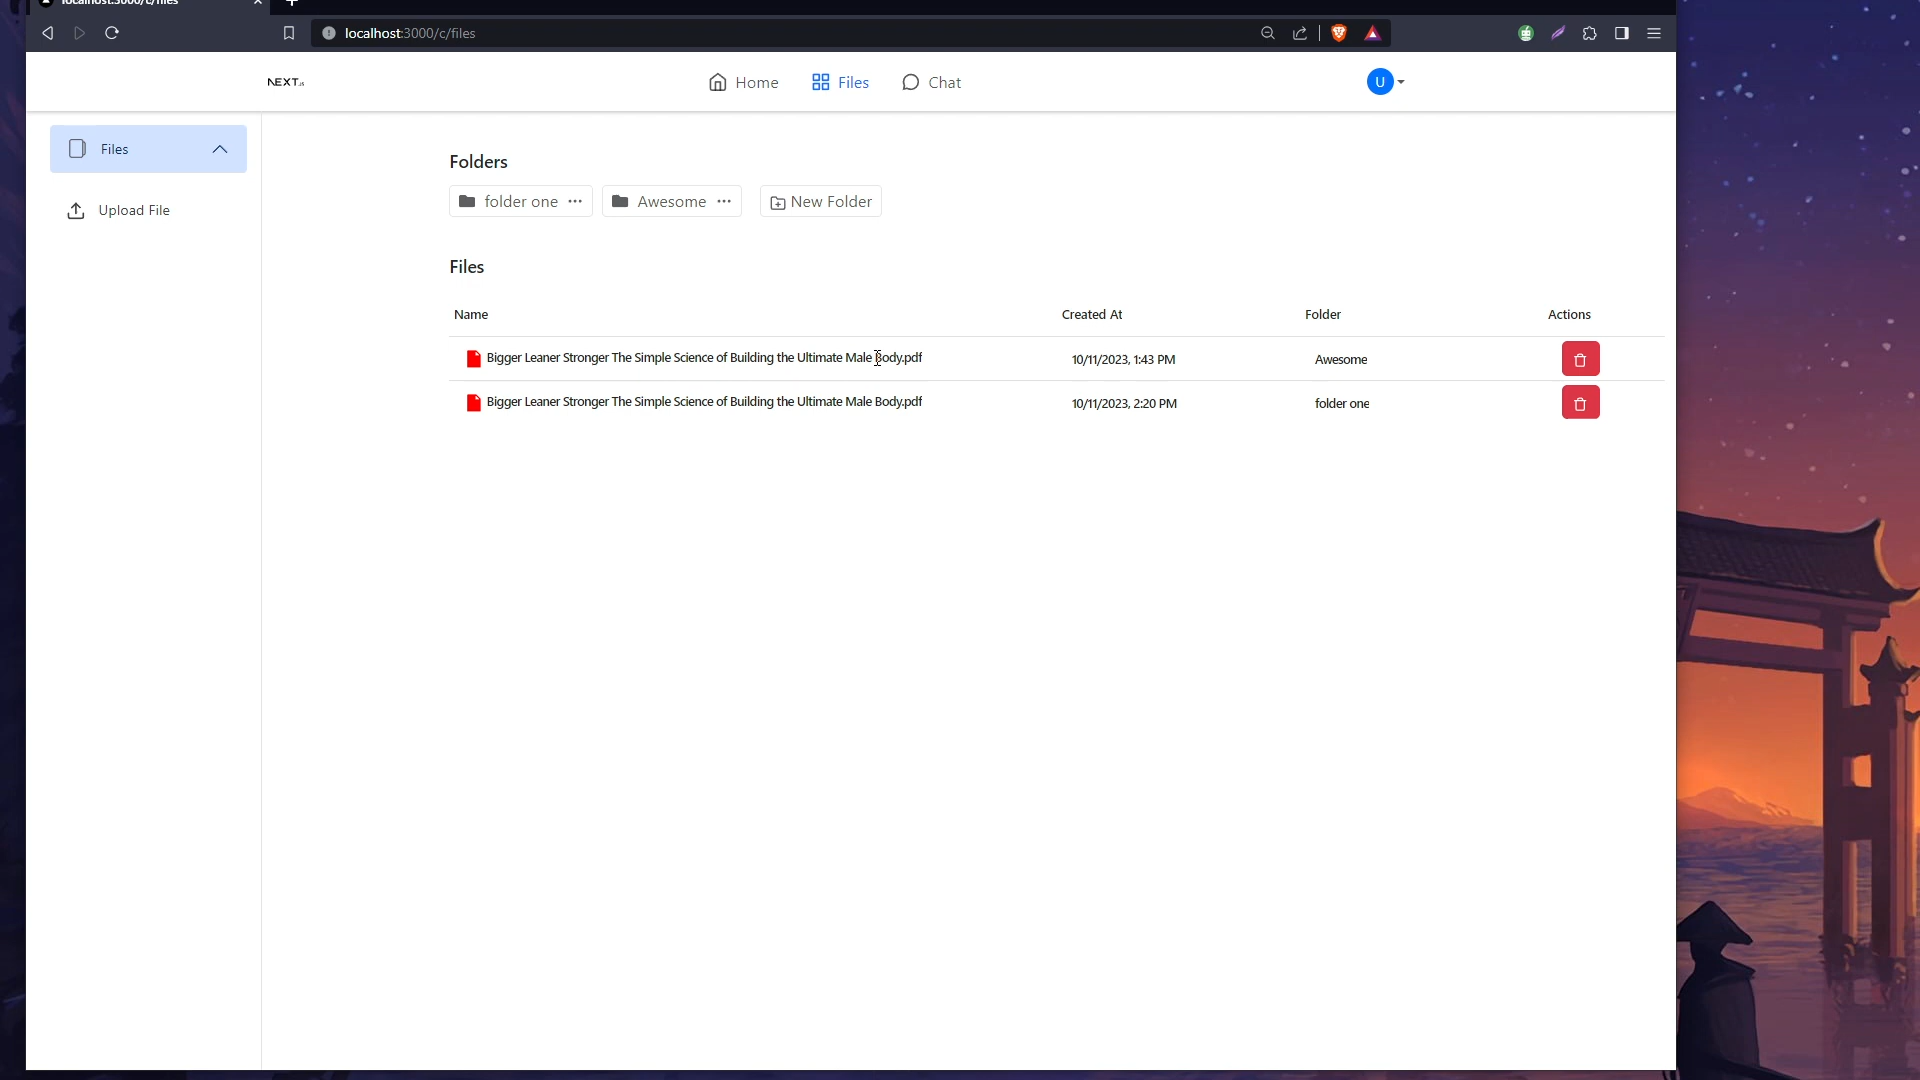 localhost:3000/c/files
localhost:3000/c/files
NEXT.JS
Home
Files
Chat
U
Files
Upload File
Folders
folder one ...
Awesome ...
New Folder
Files
Name Created At Folder Actions
Bigger Leaner Stronger The Simple Science of Building the Ultimate Male Body.pdf 10/11/2023, 1:43 PM Awesome
Bigger Leaner Stronger The Simple Science of Building the Ultimate Male Body.pdf 10/11/2023, 2:20 PM folder one